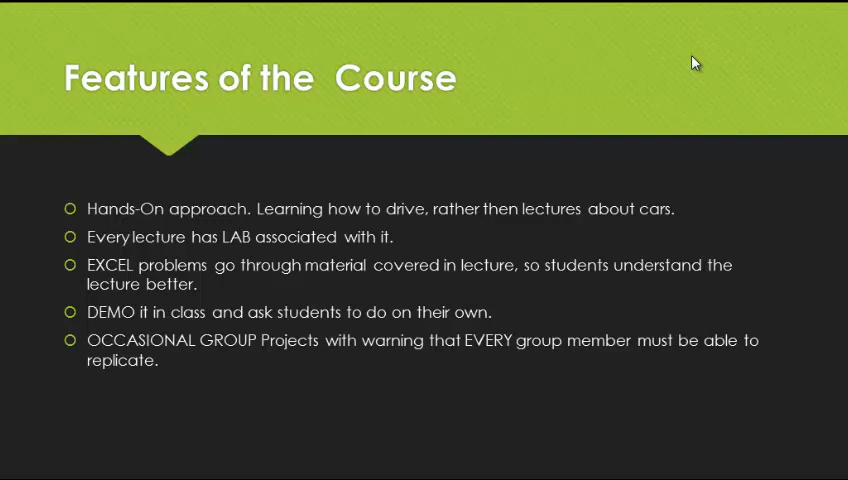 Features of the Course
Hands-On approach. Learning how to drive, rather then lectures about cars.
Every lecture has LAB associated with it.
EXCEL problems go through material covered in lecture, so students understand the
lecture better.
DEMO it in class and ask students to do on their own.
OCCASIONAL GROUP Projects with warning that EVERY group member must be able to
replicate.